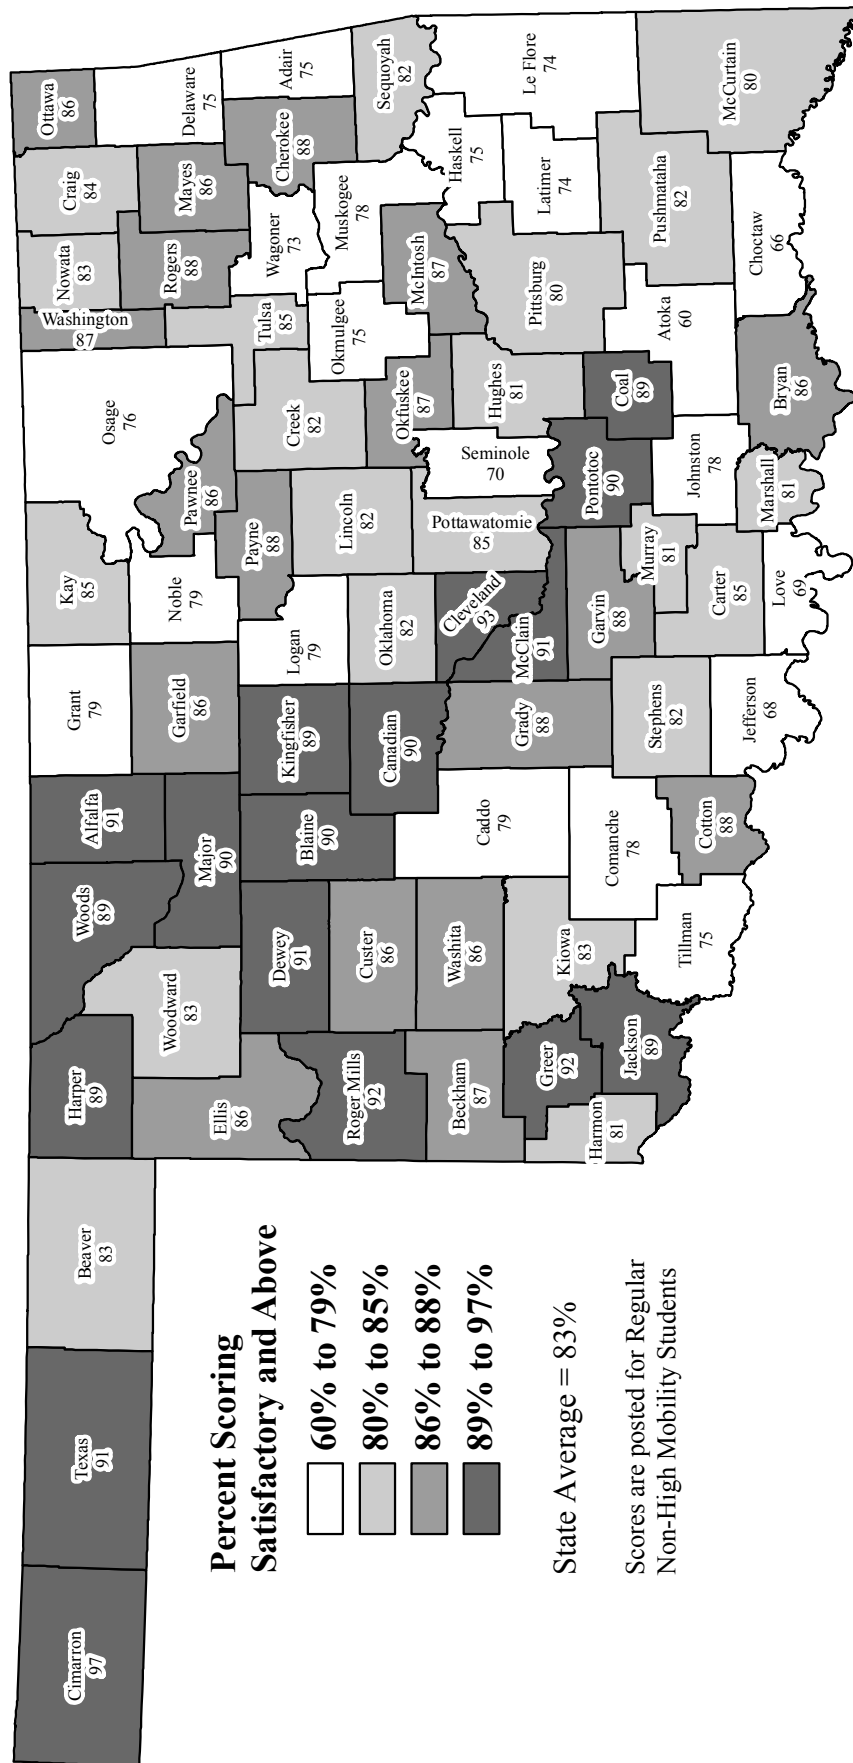 Cimarron
97
Texas
91
Beaver
83
Harper
89
Woods
89
Alfalfa
91
Grant
79
Kay
85
Osage
76
Washington
87
Nowata
83
Craig
84
Ottawa
86
Ellis
86
Woodward
83
Major
90
Garfield
86
Noble
79
Pawnee
86
Rogers
88
Mayes
86
Delaware
75
Roger Mills
92
Dewey
91
Blaine
90
Kingfisher
89
Logan
79
Payne
88
Creek
82
Tulsa
85
Wagoner
73
Cherokee
88
Adair
75
Custer
86
Canadian
90
Oklahoma
82
Lincoln
82
Okfuskee
87
Okmulgee
75
Muskogee
78
Sequoyah
82
Beckham
87
Washita
86
Caddo
79
Grady
88
Cleveland
93
McClain
91
Pottawatomie
85
Seminole
70
Hughes
81
McIntosh
87
Haskell
75
Le Flore
74
Harmon
81
Greer
92
Kiowa
83
Comanche
78
Garvin
88
Pontotoc
90
Coal
89
Pittsburg
80
Latimer
74
Jackson
89
Tillman
75
Cotton
88
Stephens
82
Murray
81
Carter
85
Johnston
78
Atoka
60
Pushmataha
82
McCurtain
80
Jefferson
68
Love
69
Marshall
81
Bryan
86
Choctaw
66
Percent Scoring
Satisfactory and Above
60% to 79%
80% to 85%
86% to 88%
89% to 97%
State Average = 83%
Scores are posted for Regular
Non-High Mobility Students